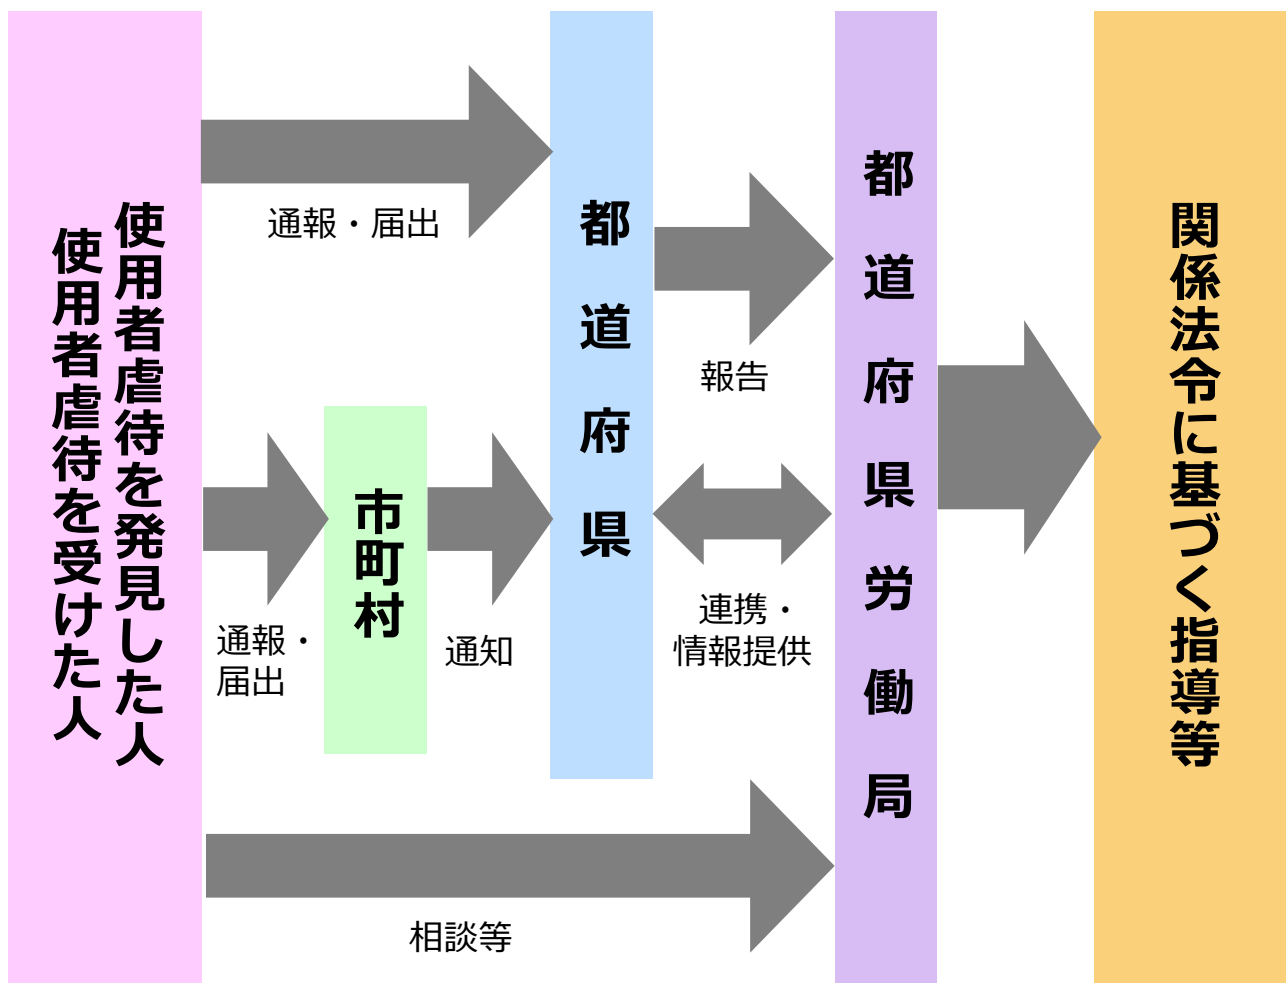 使用者虐待を発見した人
使用者虐待を受けた人
通報・届出
通報・
届出
市町村
通知
都道府県
報告
連携・
情報提供
相談等
都道府県労働局
関係法令に基づく指導等